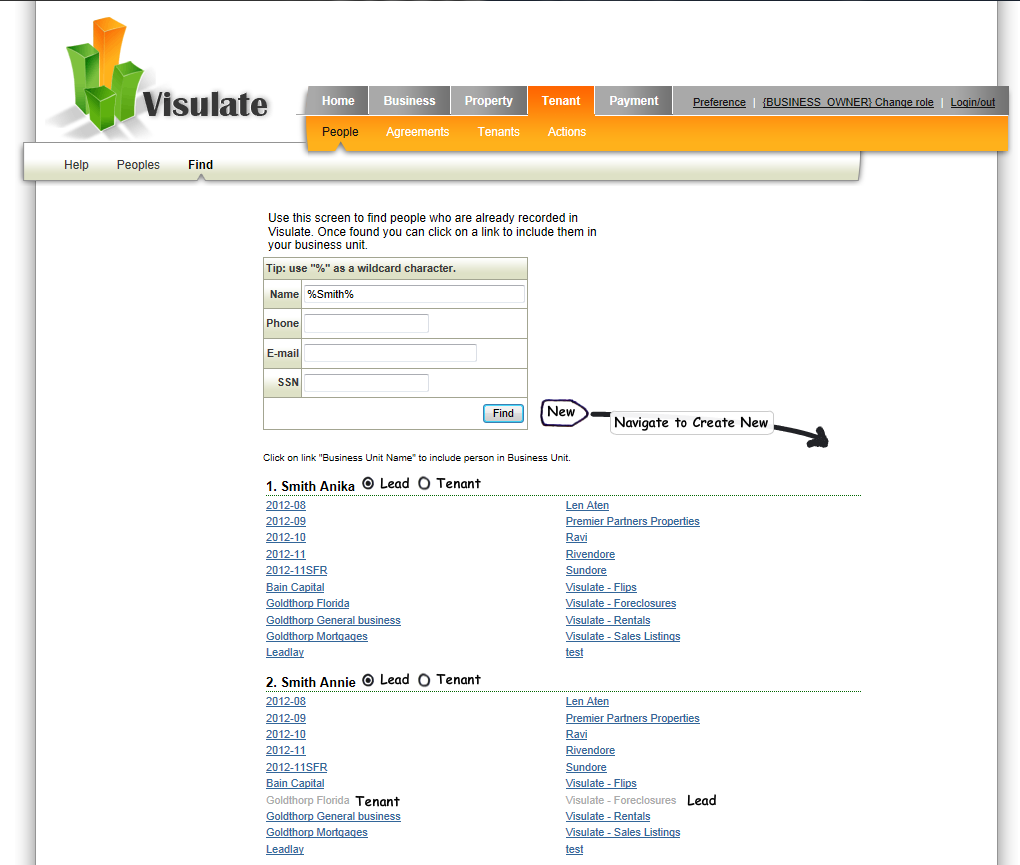 Visulate
Home Business Property Tenant Payment Preference | {BUSINESS_OWNER} Change role | Login/out
People Agreements Tenants Actions
Help Peoples Find
Use this screen to find people who are already recorded in
Visulate. Once found you can click on a link to include them in
your business unit.
Tip: use "%" as a wildcard character.
Name %Smith%
Phone
E-mail
SSN
Find New Navigate to Create New
Click on link "Business Unit Name" to include person in Business Unit.
1. Smith Anika Lead Tenant
2012-08 Len Aten
2012-09 Premier Partners Properties
2012-10 Ravi
2012-11 Rivendore
2012-11SFR Sundore
Bain Capital Visulate - Flips
Goldthorp Florida Visulate - Foreclosures
Goldthorp General business Visulate - Rentals
Goldthorp Mortgages Visulate - Sales Listings
Leadlay test
2. Smith Annie Lead Tenant
2012-08 Len Aten
2012-09 Premier Partners Properties
2012-10 Ravi
2012-11 Rivendore
2012-11SFR Sundore
Bain Capital Visulate - Flips
Goldthorp Florida Tenant Visulate - Foreclosures Lead
Goldthorp General business Visulate - Rentals
Goldthorp Mortgages Visulate - Sales Listings
Leadlay test